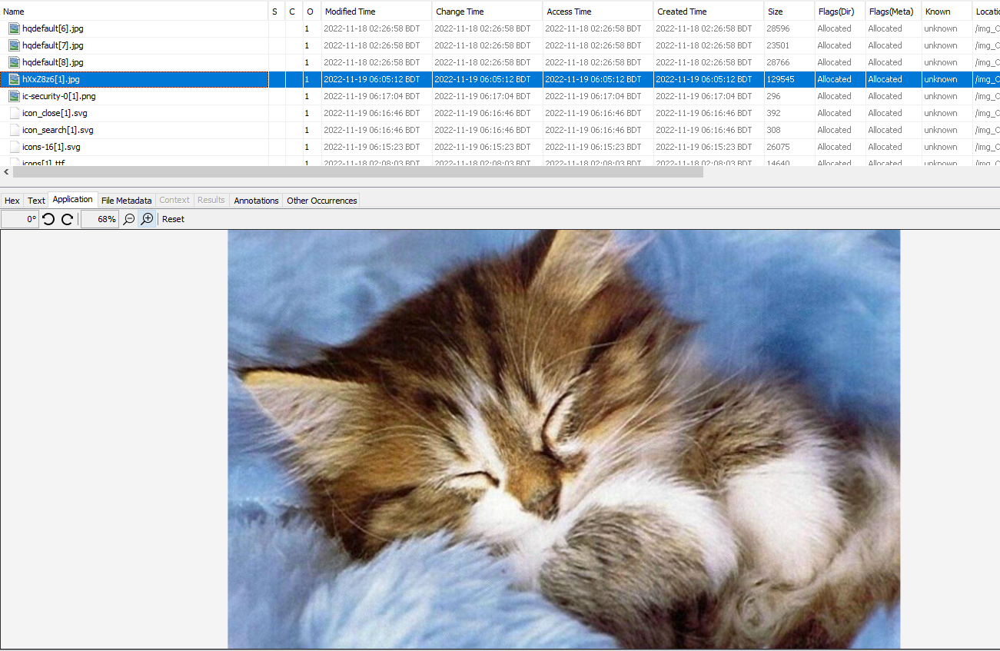 Name S C O Modified Time Change Time Access Time Created Time Size Flags(Dir) Flags(Meta) Known
hqdefault[6].jpg 1 2022-11-18 02:26:58 BDT 2022-11-18 02:26:58 BDT 2022-11-18 02:26:58 BDT 2022-11-18 02:26:58 BDT 28596 Allocated Allocated unknown /img_
hqdefault[7].jpg 1 2022-11-18 02:26:58 BDT 2022-11-18 02:26:58 BDT 2022-11-18 02:26:58 BDT 2022-11-18 02:26:58 BDT 23501 Allocated Allocated unknown /img_
hqdefault[8].jpg 1 2022-11-18 02:26:58 BDT 2022-11-18 02:26:58 BDT 2022-11-18 02:26:58 BDT 2022-11-18 02:26:58 BDT 28766 Allocated Allocated unknown /img_
hXxZ8z6[1].jpg 1 2022-11-19 06:05:12 BDT 2022-11-19 06:05:12 BDT 2022-11-19 06:05:12 BDT 2022-11-19 06:05:12 BDT 129545 Allocated Allocated unknown /img_
ic-security-0[1].png 1 2022-11-19 06:17:04 BDT 2022-11-19 06:17:04 BDT 2022-11-19 06:17:04 BDT 2022-11-19 06:17:04 BDT 296 Allocated Allocated unknown /img_
icon_close[1].svg 1 2022-11-19 06:16:46 BDT 2022-11-19 06:16:46 BDT 2022-11-19 06:16:46 BDT 2022-11-19 06:16:46 BDT 392 Allocated Allocated unknown /img_
icon_search[1].svg 1 2022-11-19 06:16:46 BDT 2022-11-19 06:16:46 BDT 2022-11-19 06:16:46 BDT 2022-11-19 06:16:46 BDT 308 Allocated Allocated unknown /img_
icons-16[1].svg 1 2022-11-19 06:15:23 BDT 2022-11-19 06:15:23 BDT 2022-11-19 06:15:23 BDT 2022-11-19 06:15:23 BDT 26075 Allocated Allocated unknown /img_
icons[1].ttf 1 2022-11-18 02:08:03 BDT 2022-11-18 02:08:03 BDT 2022-11-18 02:08:03 BDT 2022-11-18 02:08:03 BDT 14640 Allocated Allocated unknown /img_
Hex Text Application File Metadata Context Results Annotations Other Occurrences
0° 68% Reset